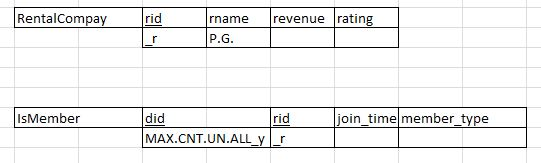 RentalCompay rid rname revenue rating
_r P.G.
IsMember did rid join_time member_type
MAX.CNT.UN.ALL_y _r